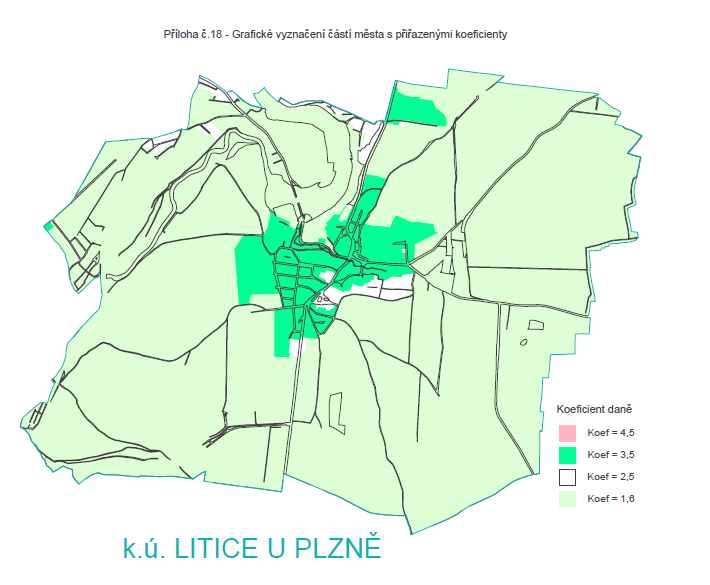 Příloha č.18 - Grafické vyznačení částí města s přiřazenými koeficienty
Koeficient daně
Koef = 4,5
Koef = 3,5
Koef = 2,5
Koef = 1,6
k.ú. LITICE U PLZNĚ